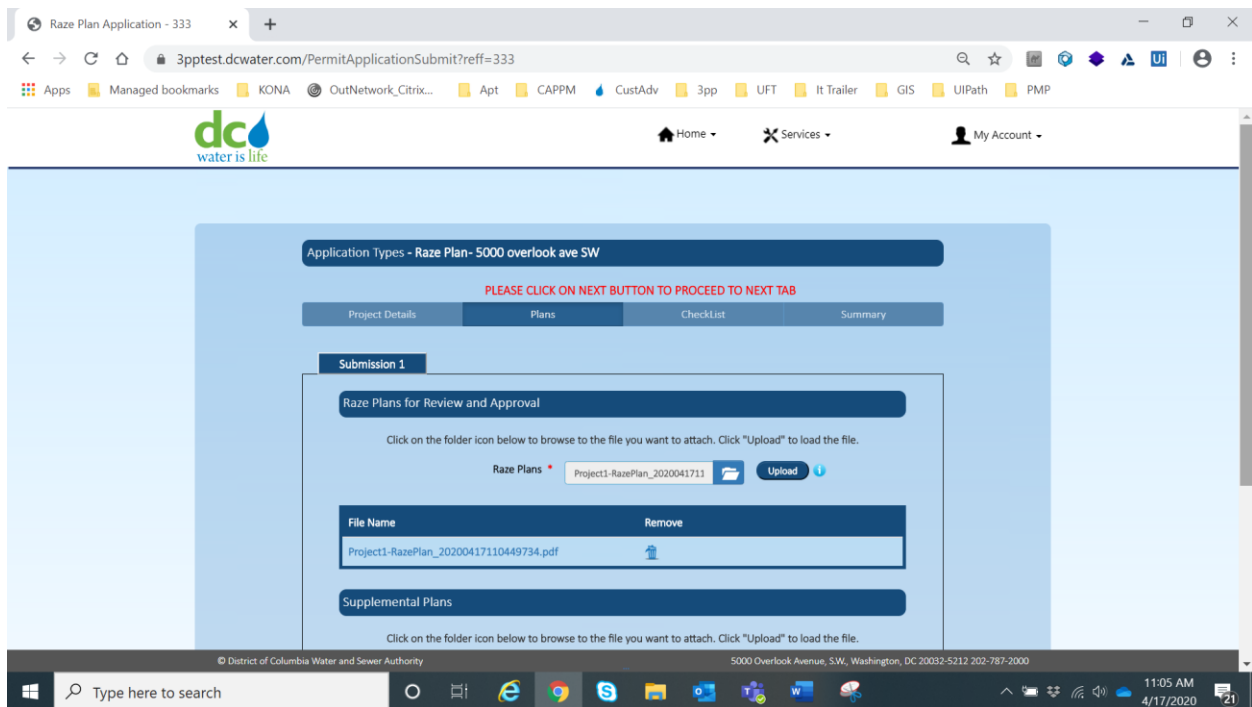 Raze Plan Application - 333
3pptest.dcwater.com/PermitApplicationSubmit?reff=333
Apps Managed bookmarks KONA OutNetwork_Citrix... Apt CAPPM CustAdv 3pp UFT It Trailer GIS UIPath PMP
dc
water is life
Home Services My Account
Application Types - Raze Plan- 5000 overlook ave SW
PLEASE CLICK ON NEXT BUTTON TO PROCEED TO NEXT TAB
Project Details Plans CheckList Summary
Submission 1
Raze Plans for Review and Approval
Click on the folder icon below to browse to the file you want to attach. Click "Upload" to load the file.
Raze Plans * Project1-RazePlan_2020041711 Upload
File Name Remove
Project1-RazePlan_20200417110449734.pdf
Supplemental Plans
Click on the folder icon below to browse to the file you want to attach. Click "Upload" to load the file.
© District of Columbia Water and Sewer Authority 5000 Overlook Avenue, S.W., Washington, DC 20032-5212 202-787-2000
Type here to search
11:05 AM
4/17/2020
21